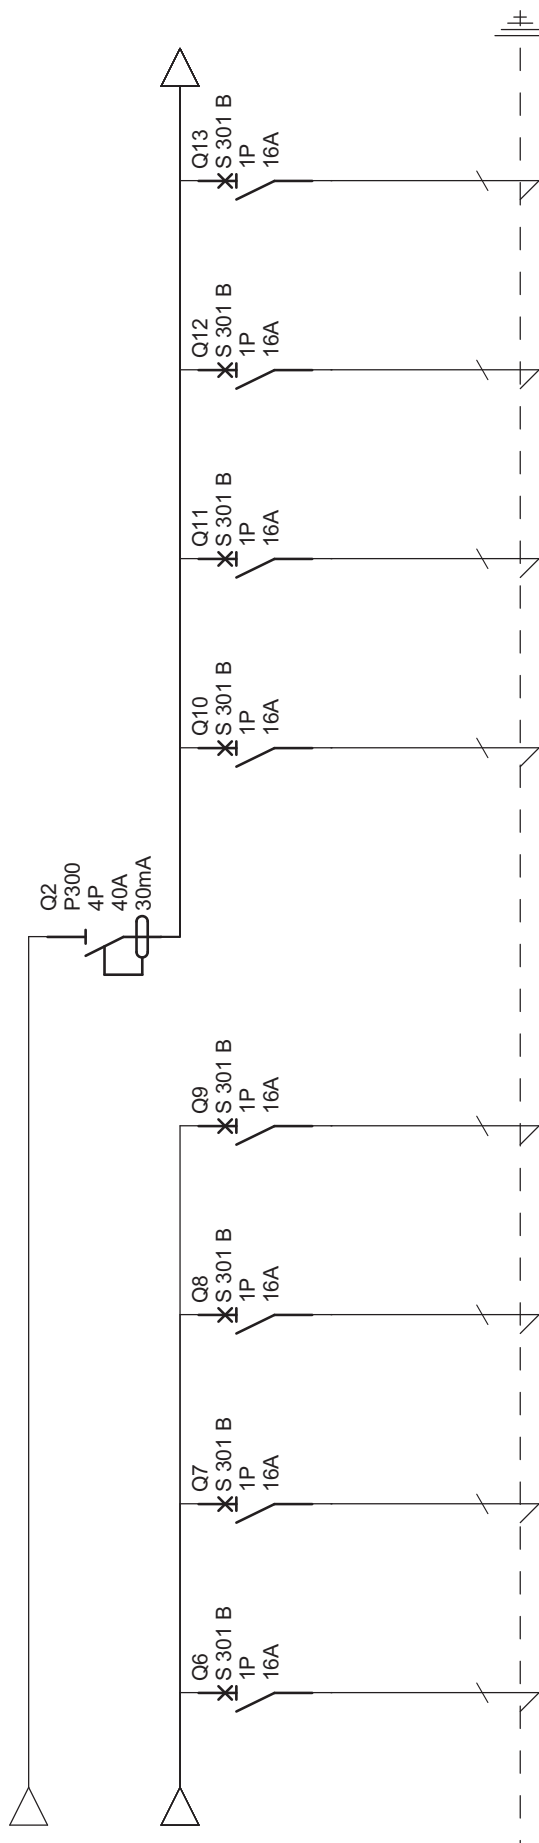 Q6
S 301 B
1P
16A
Q7
S 301 B
1P
16A
Q8
S 301 B
1P
16A
Q9
S 301 B
1P
16A
Q2
P300
4P
40A
30mA
Q10
S 301 B
1P
16A
Q11
S 301 B
1P
16A
Q12
S 301 B
1P
16A
Q13
S 301 B
1P
16A